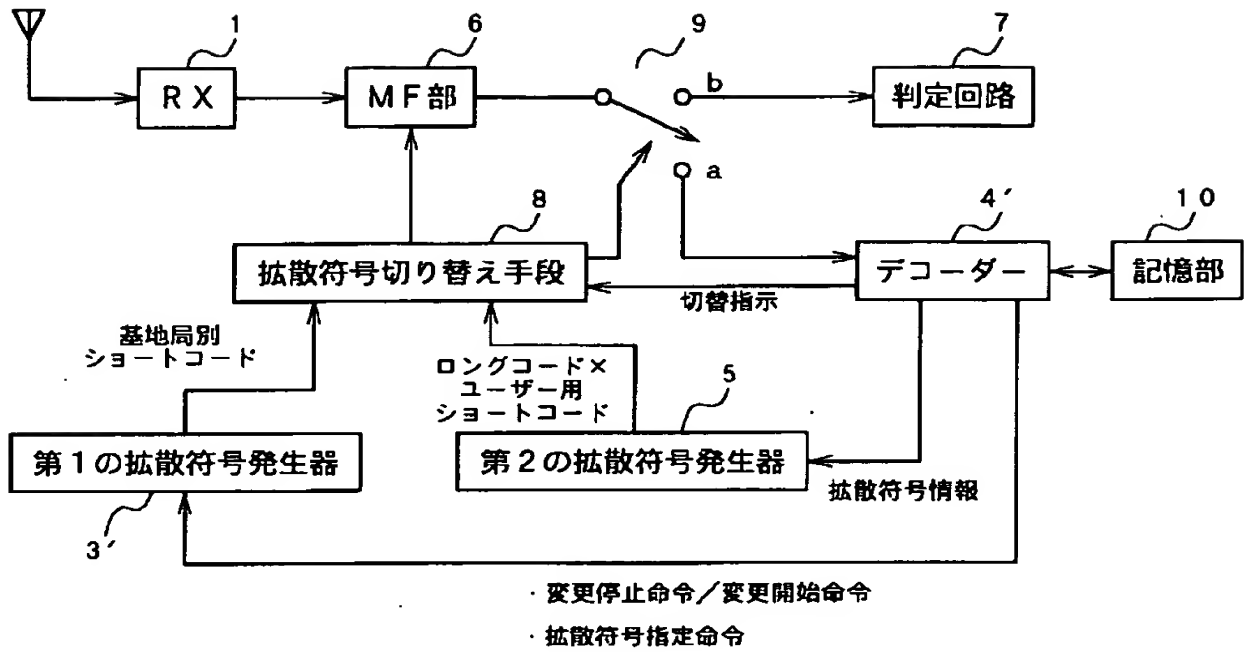 1
6
9
7
RX
MF部
b
判定回路
a
8
4′
10
拡散符号切り替え手段
デコーダー
記憶部
切替指示
基地局別
ショートコード
ロングコード×
ユーザー用
ショートコード
5
第1の拡散符号発生器
第2の拡散符号発生器
拡散符号情報
3′
・変更停止命令/変更開始命令
・拡散符号指定命令